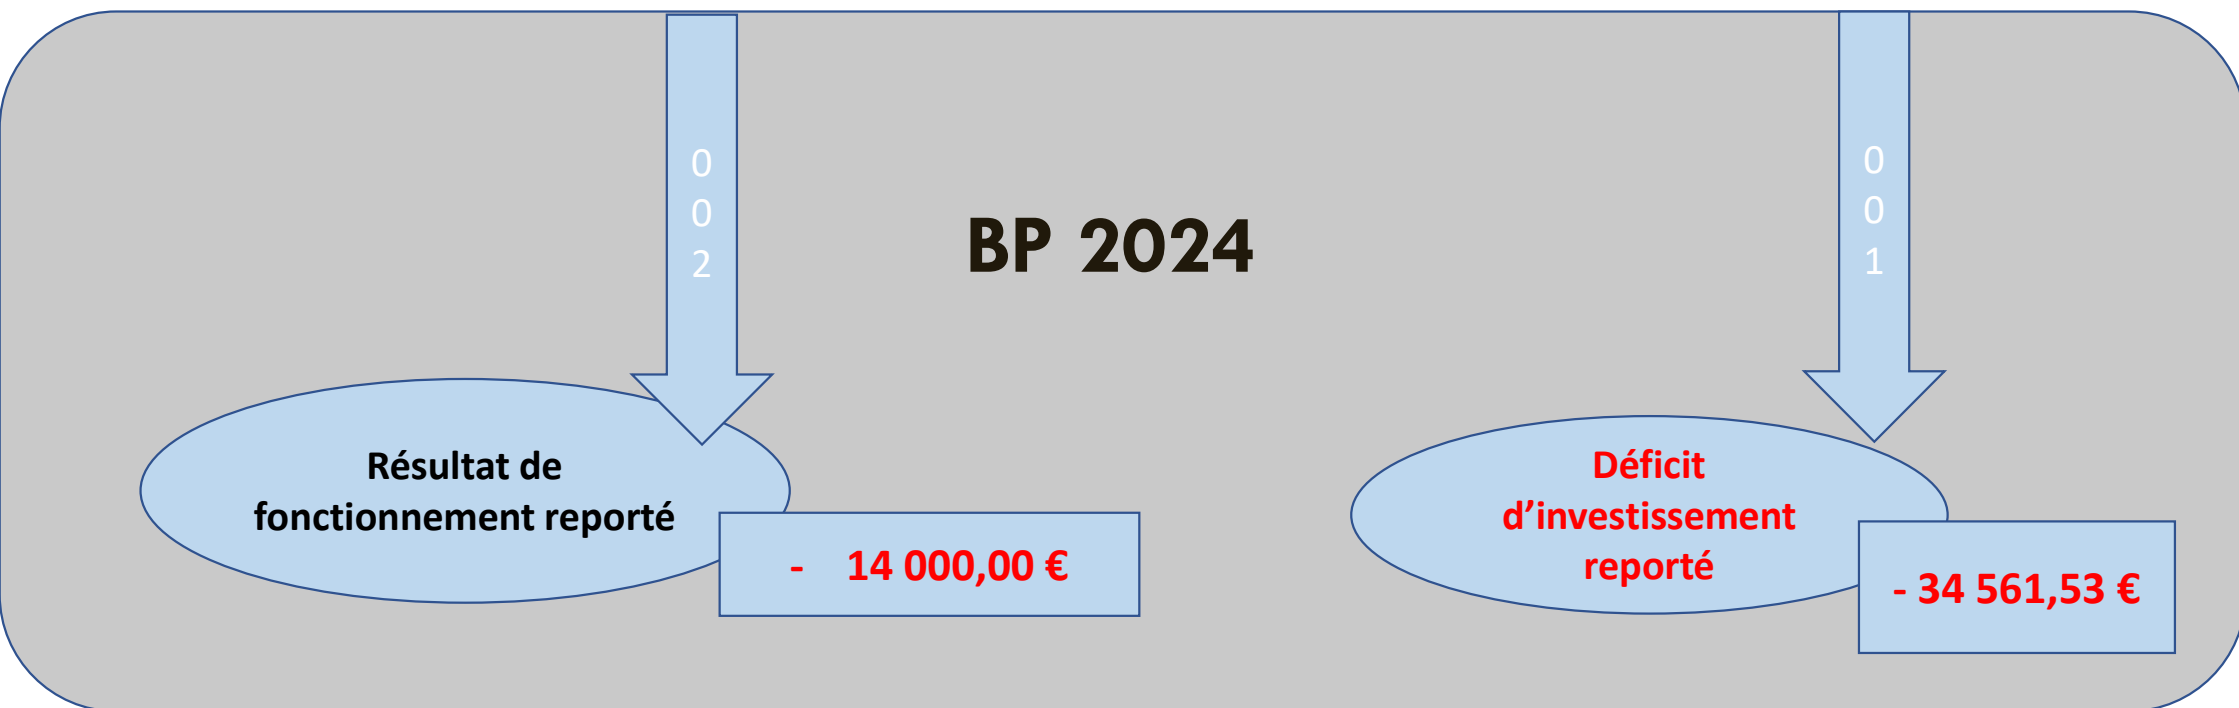 0
0
2
0
0
1
BP 2024
Résultat de
fonctionnement reporté
- 14 000,00 €
Déficit
d’investissement
reporté
- 34 561,53 €